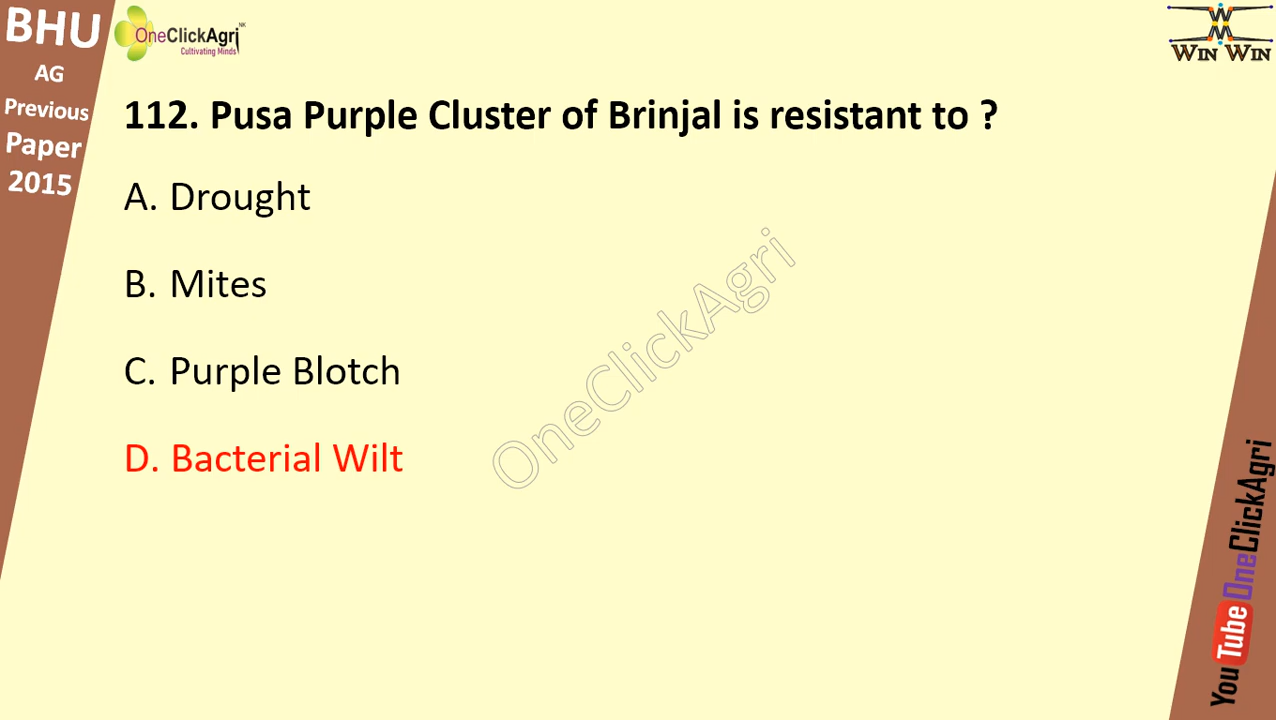 BHU
AG
Previous
Paper
2015
OneClickAgri NK
Cultivating Minds
WIN WIN
112. Pusa Purple Cluster of Brinjal is resistant to ?
A. Drought
B. Mites
C. Purple Blotch
D. Bacterial Wilt
OneClickAgri
YouTube OneClickAgri